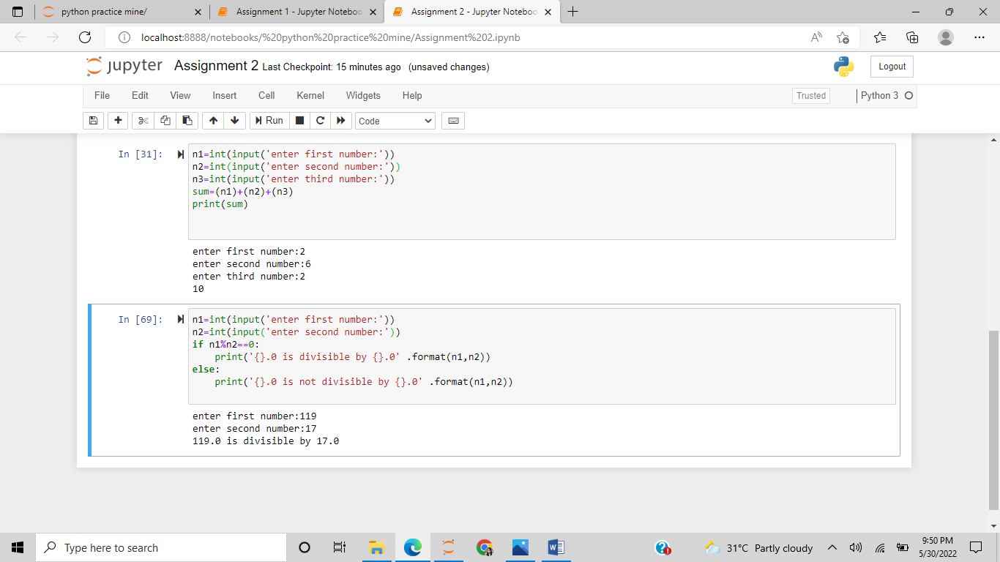 python practice mine/
Assignment 1 - Jupyter Noteboo
Assignment 2 - Jupyter Noteboo
localhost:8888/notebooks/%20python%20practice%20mine/Assignment%202.ipynb
jupyter Assignment 2 Last Checkpoint: 15 minutes ago (unsaved changes)
Logout
File Edit View Insert Cell Kernel Widgets Help
Trusted
Python 3
Run
Code
In [31]:
n1=int(input('enter first number:'))
n2=int(input('enter second number:'))
n3=int(input('enter third number:'))
sum=(n1)+(n2)+(n3)
print(sum)
enter first number:2
enter second number:6
enter third number:2
10
In [69]:
n1=int(input('enter first number:'))
n2=int(input('enter second number:'))
if n1%n2==0:
    print('{}.0 is divisible by {}.0' .format(n1,n2))
else:
    print('{}.0 is not divisible by {}.0' .format(n1,n2))
enter first number:119
enter second number:17
119.0 is divisible by 17.0
Type here to search
31°C Partly cloudy
9:50 PM
5/30/2022